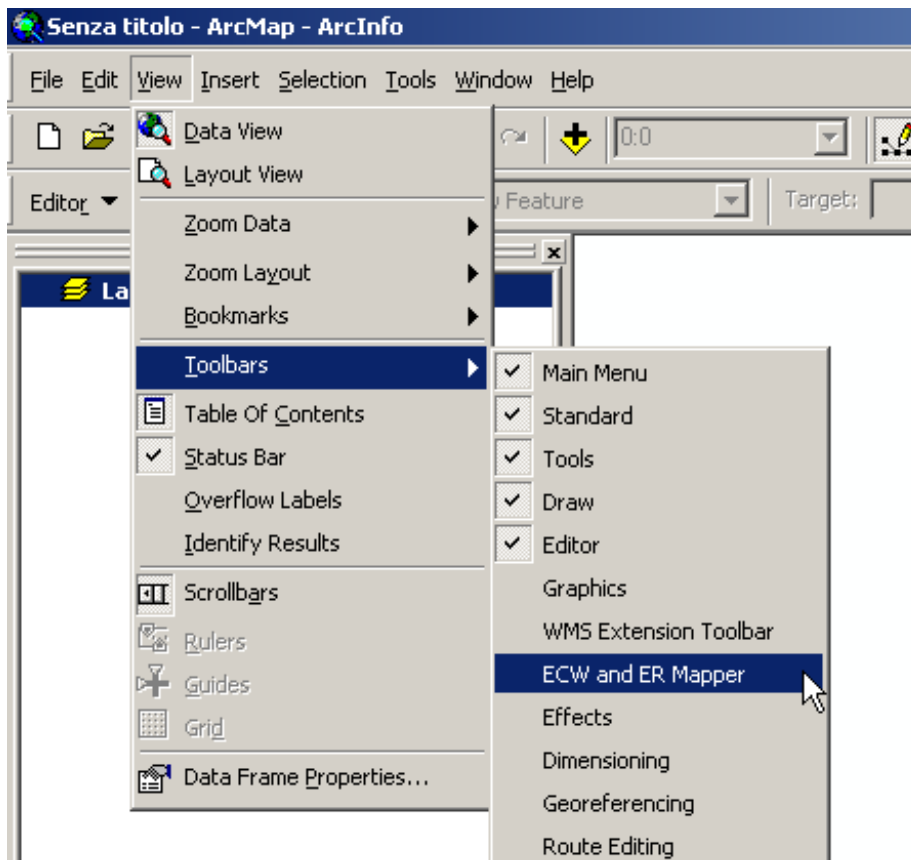 Senza titolo - ArcMap - ArcInfo
File Edit View Insert Selection Tools Window Help
0:0
Editor Feature Target:
La
Data View
Layout View
Zoom Data
Zoom Layout
Bookmarks
Toolbars
Table Of Contents
Status Bar
Overflow Labels
Identify Results
Scrollbars
Rulers
Guides
Grid
Data Frame Properties...
Main Menu
Standard
Tools
Draw
Editor
Graphics
WMS Extension Toolbar
ECW and ER Mapper
Effects
Dimensioning
Georeferencing
Route Editing